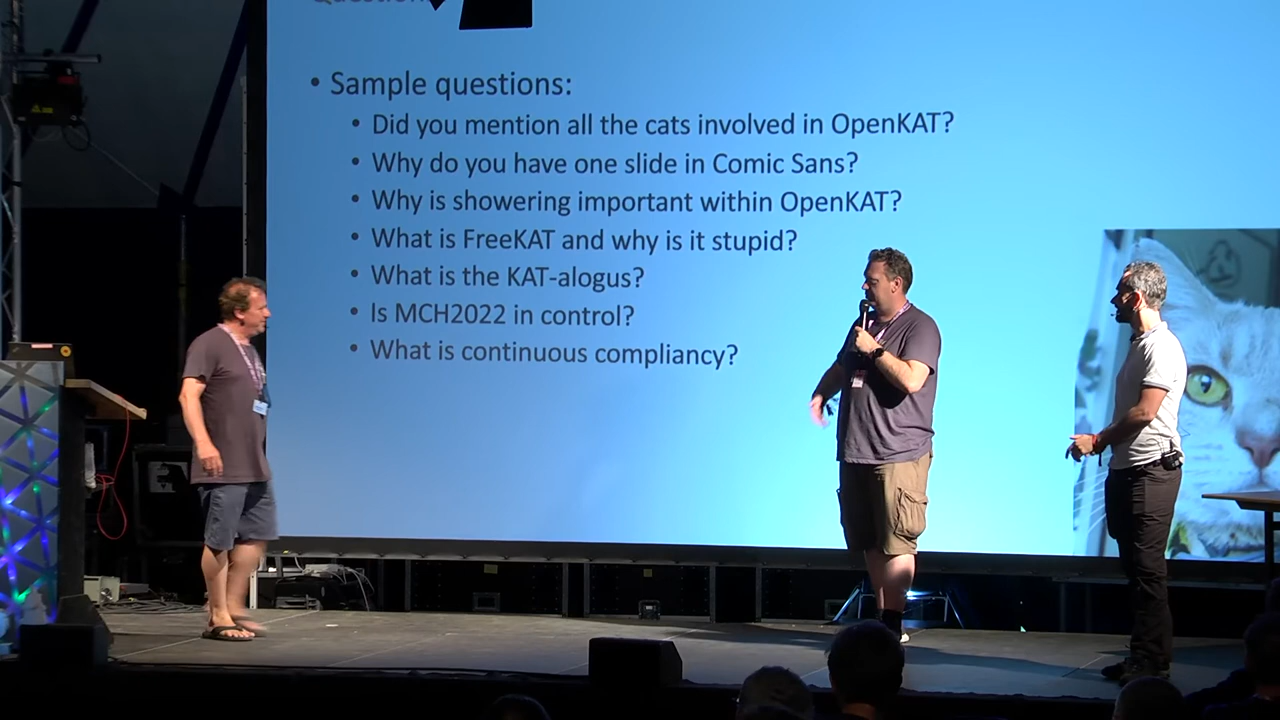 Sample questions:
Did you mention all the cats involved in OpenKAT?
Why do you have one slide in Comic Sans?
Why is showering important within OpenKAT?
What is FreeKAT and why is it stupid?
What is the KAT-alogus?
Is MCH2022 in control?
What is continuous compliancy?